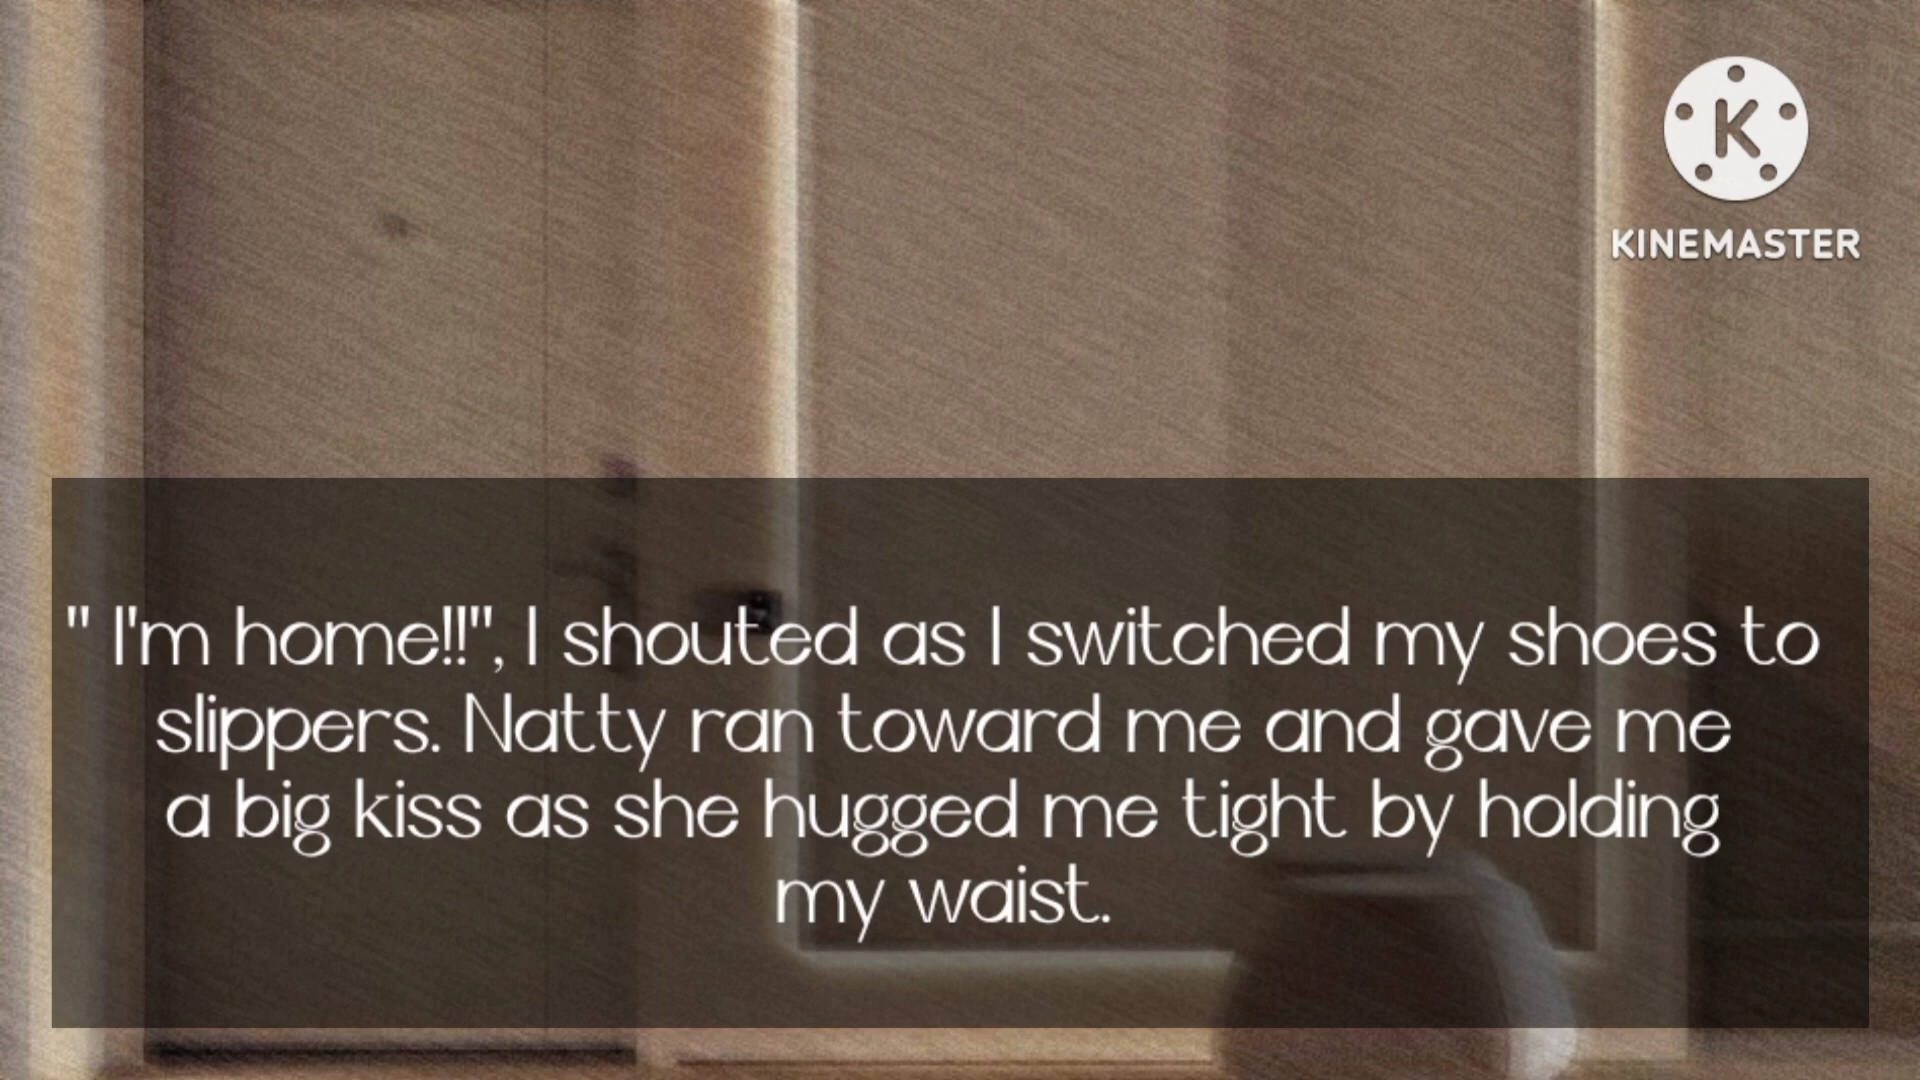 K
KINEMASTER
" I'm home!!", I shouted as I switched my shoes to
slippers. Natty ran toward me and gave me
a big kiss as she hugged me tight by holding
my waist.